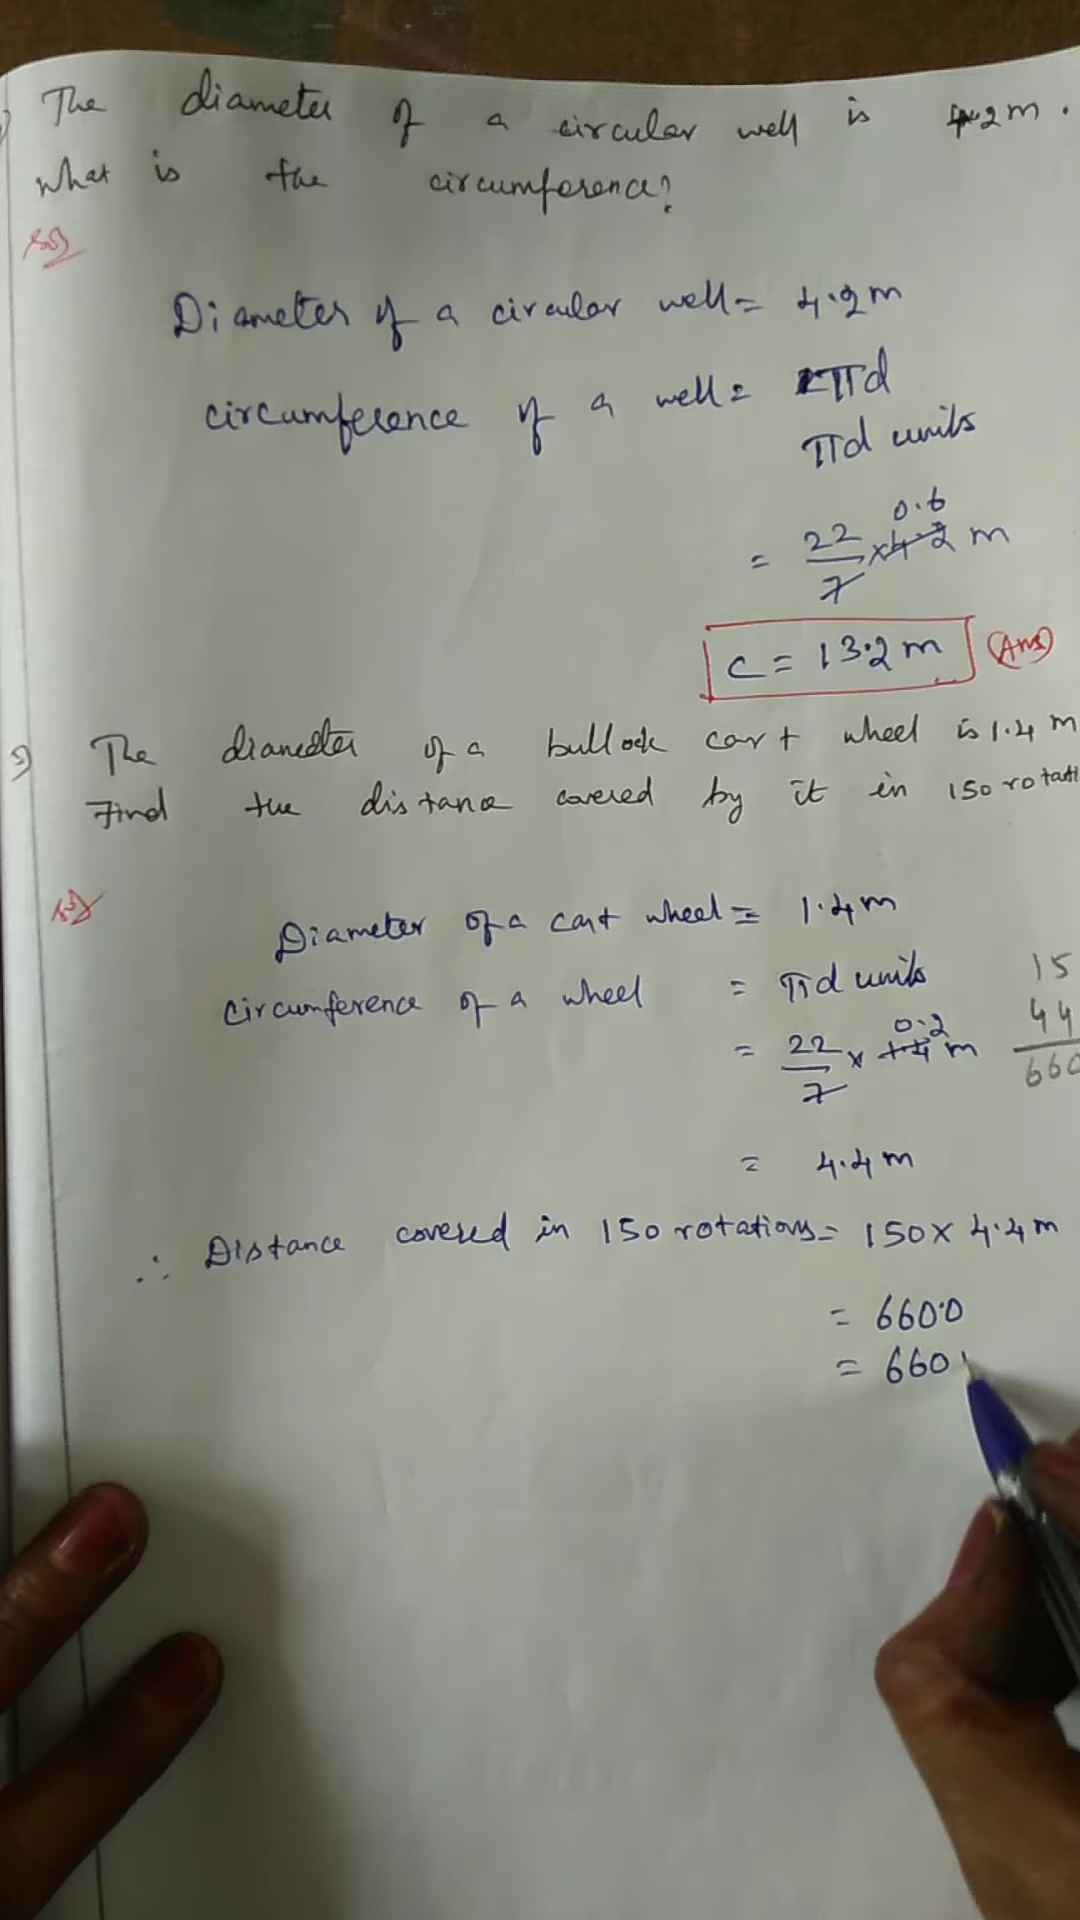 The diameter of a circular well is 4.2m.
what is the circumference?
Sol
Diameter of a circular well = 4.2m
circumference of a well = πd
πd units
0.6
= 22/7 × 4.2 m
C = 13.2 m Ans
5) The diameter of a bullock cart wheel is 1.4 m
Find the distance covered by it in 150 rotati
Sol
Diameter of a cart wheel = 1.4m
circumference of a wheel = πd units
15
44
660
0.2
= 22/7 × 1.4 m
= 4.4 m
∴ Distance covered in 150 rotations = 150 × 4.4 m
= 660.0
= 660